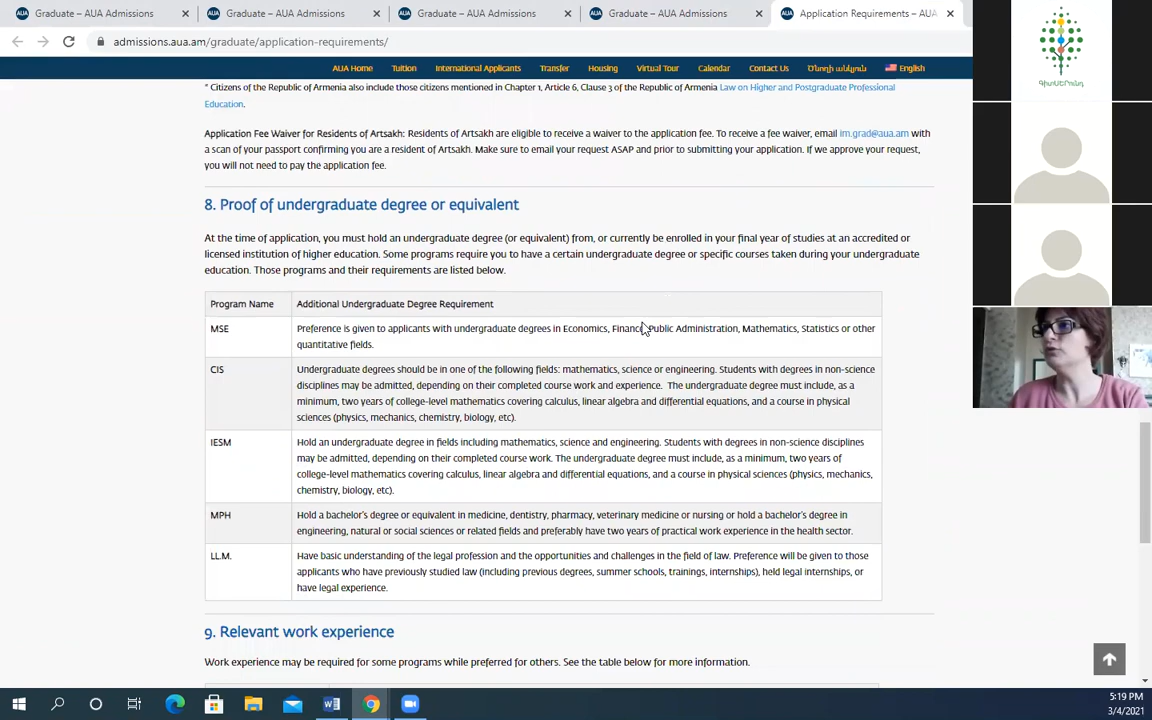 Graduate – AUA Admissions
Graduate – AUA Admissions
Graduate – AUA Admissions
Graduate – AUA Admissions
Application Requirements – AUA
admissions.aua.am/graduate/application-requirements/
AUA Home Tuition International Applicants Transfer Housing Virtual Tour Calendar Contact Us Ծնողի անկյուն English
* Citizens of the Republic of Armenia also include those citizens mentioned in Chapter 1, Article 6, Clause 3 of the Republic of Armenia Law on Higher and Postgraduate Professional
Education.
Application Fee Waiver for Residents of Artsakh: Residents of Artsakh are eligible to receive a waiver to the application fee. To receive a fee waiver, email im.grad@aua.am with
a scan of your passport confirming you are a resident of Artsakh. Make sure to email your request ASAP and prior to submitting your application. If we approve your request,
you will not need to pay the application fee.
8. Proof of undergraduate degree or equivalent
At the time of application, you must hold an undergraduate degree (or equivalent) from, or currently be enrolled in your final year of studies at an accredited or
licensed institution of higher education. Some programs require you to have a certain undergraduate degree or specific courses taken during your undergraduate
education. Those programs and their requirements are listed below.
Program Name Additional Undergraduate Degree Requirement
MSE Preference is given to applicants with undergraduate degrees in Economics, Finance, Public Administration, Mathematics, Statistics or other
quantitative fields.
CIS Undergraduate degrees should be in one of the following fields: mathematics, science or engineering. Students with degrees in non-science
disciplines may be admitted, depending on their completed course work and experience. The undergraduate degree must include, as a
minimum, two years of college-level mathematics covering calculus, linear algebra and differential equations, and a course in physical
sciences (physics, mechanics, chemistry, biology, etc).
IESM Hold an undergraduate degree in fields including mathematics, science and engineering. Students with degrees in non-science disciplines
may be admitted, depending on their completed course work. The undergraduate degree must include, as a minimum, two years of
college-level mathematics covering calculus, linear algebra and differential equations, and a course in physical sciences (physics, mechanics,
chemistry, biology, etc).
MPH Hold a bachelor's degree or equivalent in medicine, dentistry, pharmacy, veterinary medicine or nursing or hold a bachelor's degree in
engineering, natural or social sciences or related fields and preferably have two years of practical work experience in the health sector.
LL.M. Have basic understanding of the legal profession and the opportunities and challenges in the field of law. Preference will be given to those
applicants who have previously studied law (including previous degrees, summer schools, trainings, internships), held legal internships, or
have legal experience.
9. Relevant work experience
Work experience may be required for some programs while preferred for others. See the table below for more information.
ԳիտՍԵՐՈՒՆԴ
5:19 PM
3/4/2021